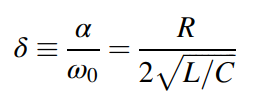 δ ≡ α/ω0 = R/2√L/C